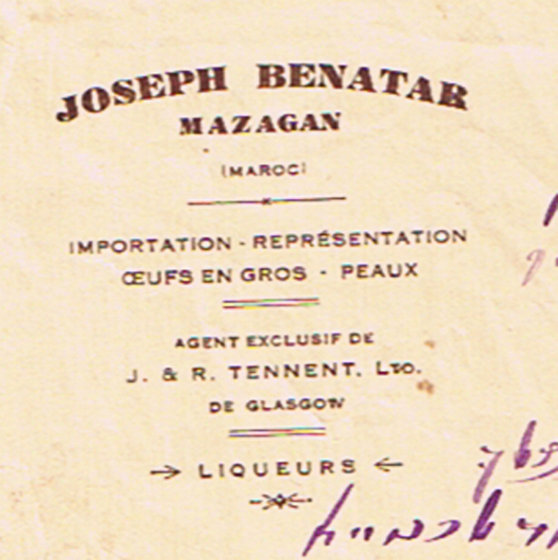 JOSEPH BENATAR
MAZAGAN
(MAROC)
IMPORTATION - REPRÉSENTATION
ŒUFS EN GROS - PEAUX
AGENT EXCLUSIF DE
J. & R. TENNENT. LTD.
DE GLASGOW
LIQUEURS